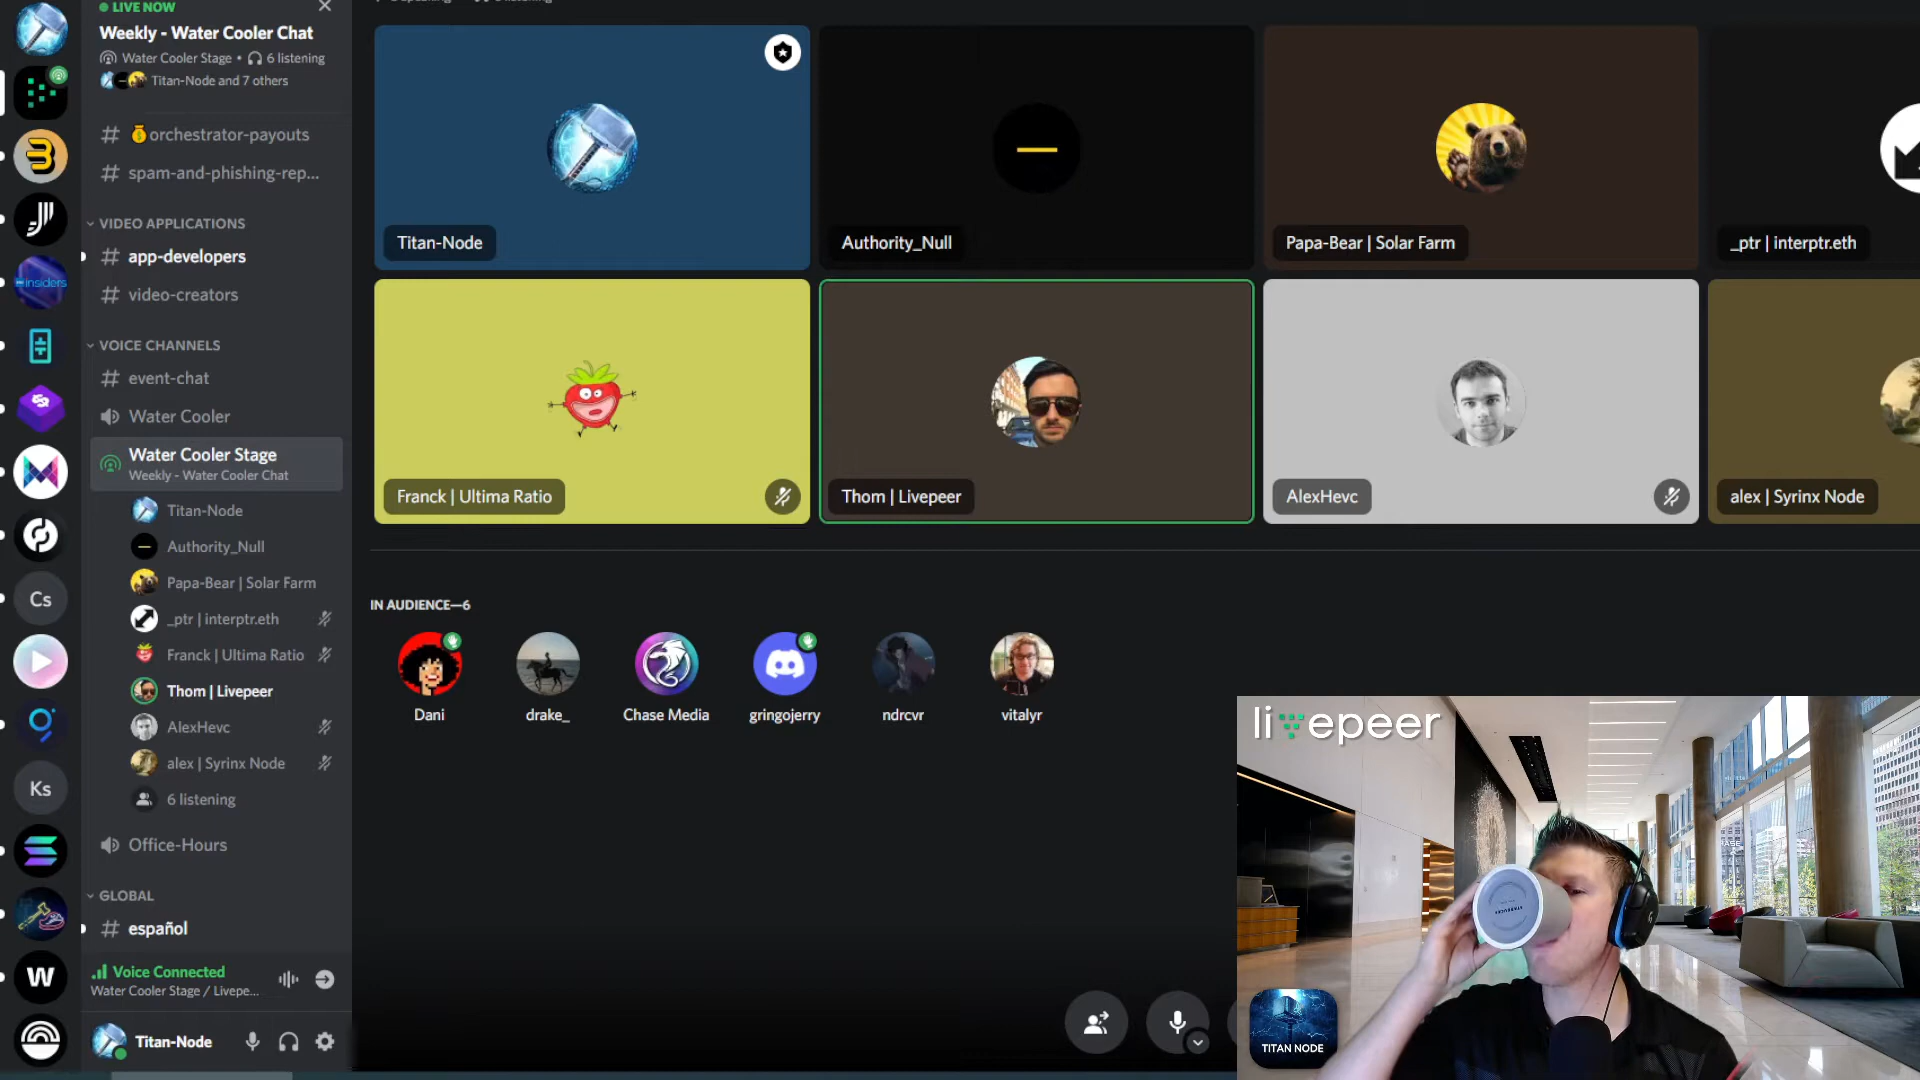 LIVE NOW
Weekly - Water Cooler Chat
Water Cooler Stage • 6 listening
Titan-Node and 7 others
# 💰orchestrator-payouts
# spam-and-phishing-rep...
VIDEO APPLICATIONS
# app-developers
# video-creators
VOICE CHANNELS
# event-chat
Water Cooler
Water Cooler Stage
Weekly - Water Cooler Chat
Titan-Node
Authority_Null
Papa-Bear | Solar Farm
_ptr | interptr.eth
Franck | Ultima Ratio
Thom | Livepeer
AlexHevc
alex | Syrinx Node
6 listening
Office-Hours
GLOBAL
# español
Voice Connected
Water Cooler Stage / Livepe...
Titan-Node
insiders
Cs
Ks
W
Titan-Node
Authority_Null
Papa-Bear | Solar Farm
_ptr | interptr.eth
Franck | Ultima Ratio
Thom | Livepeer
AlexHevc
alex | Syrinx Node
IN AUDIENCE—6
Dani
drake_
Chase Media
gringojerry
ndrcvr
vitalyr
livepeer
TITAN NODE